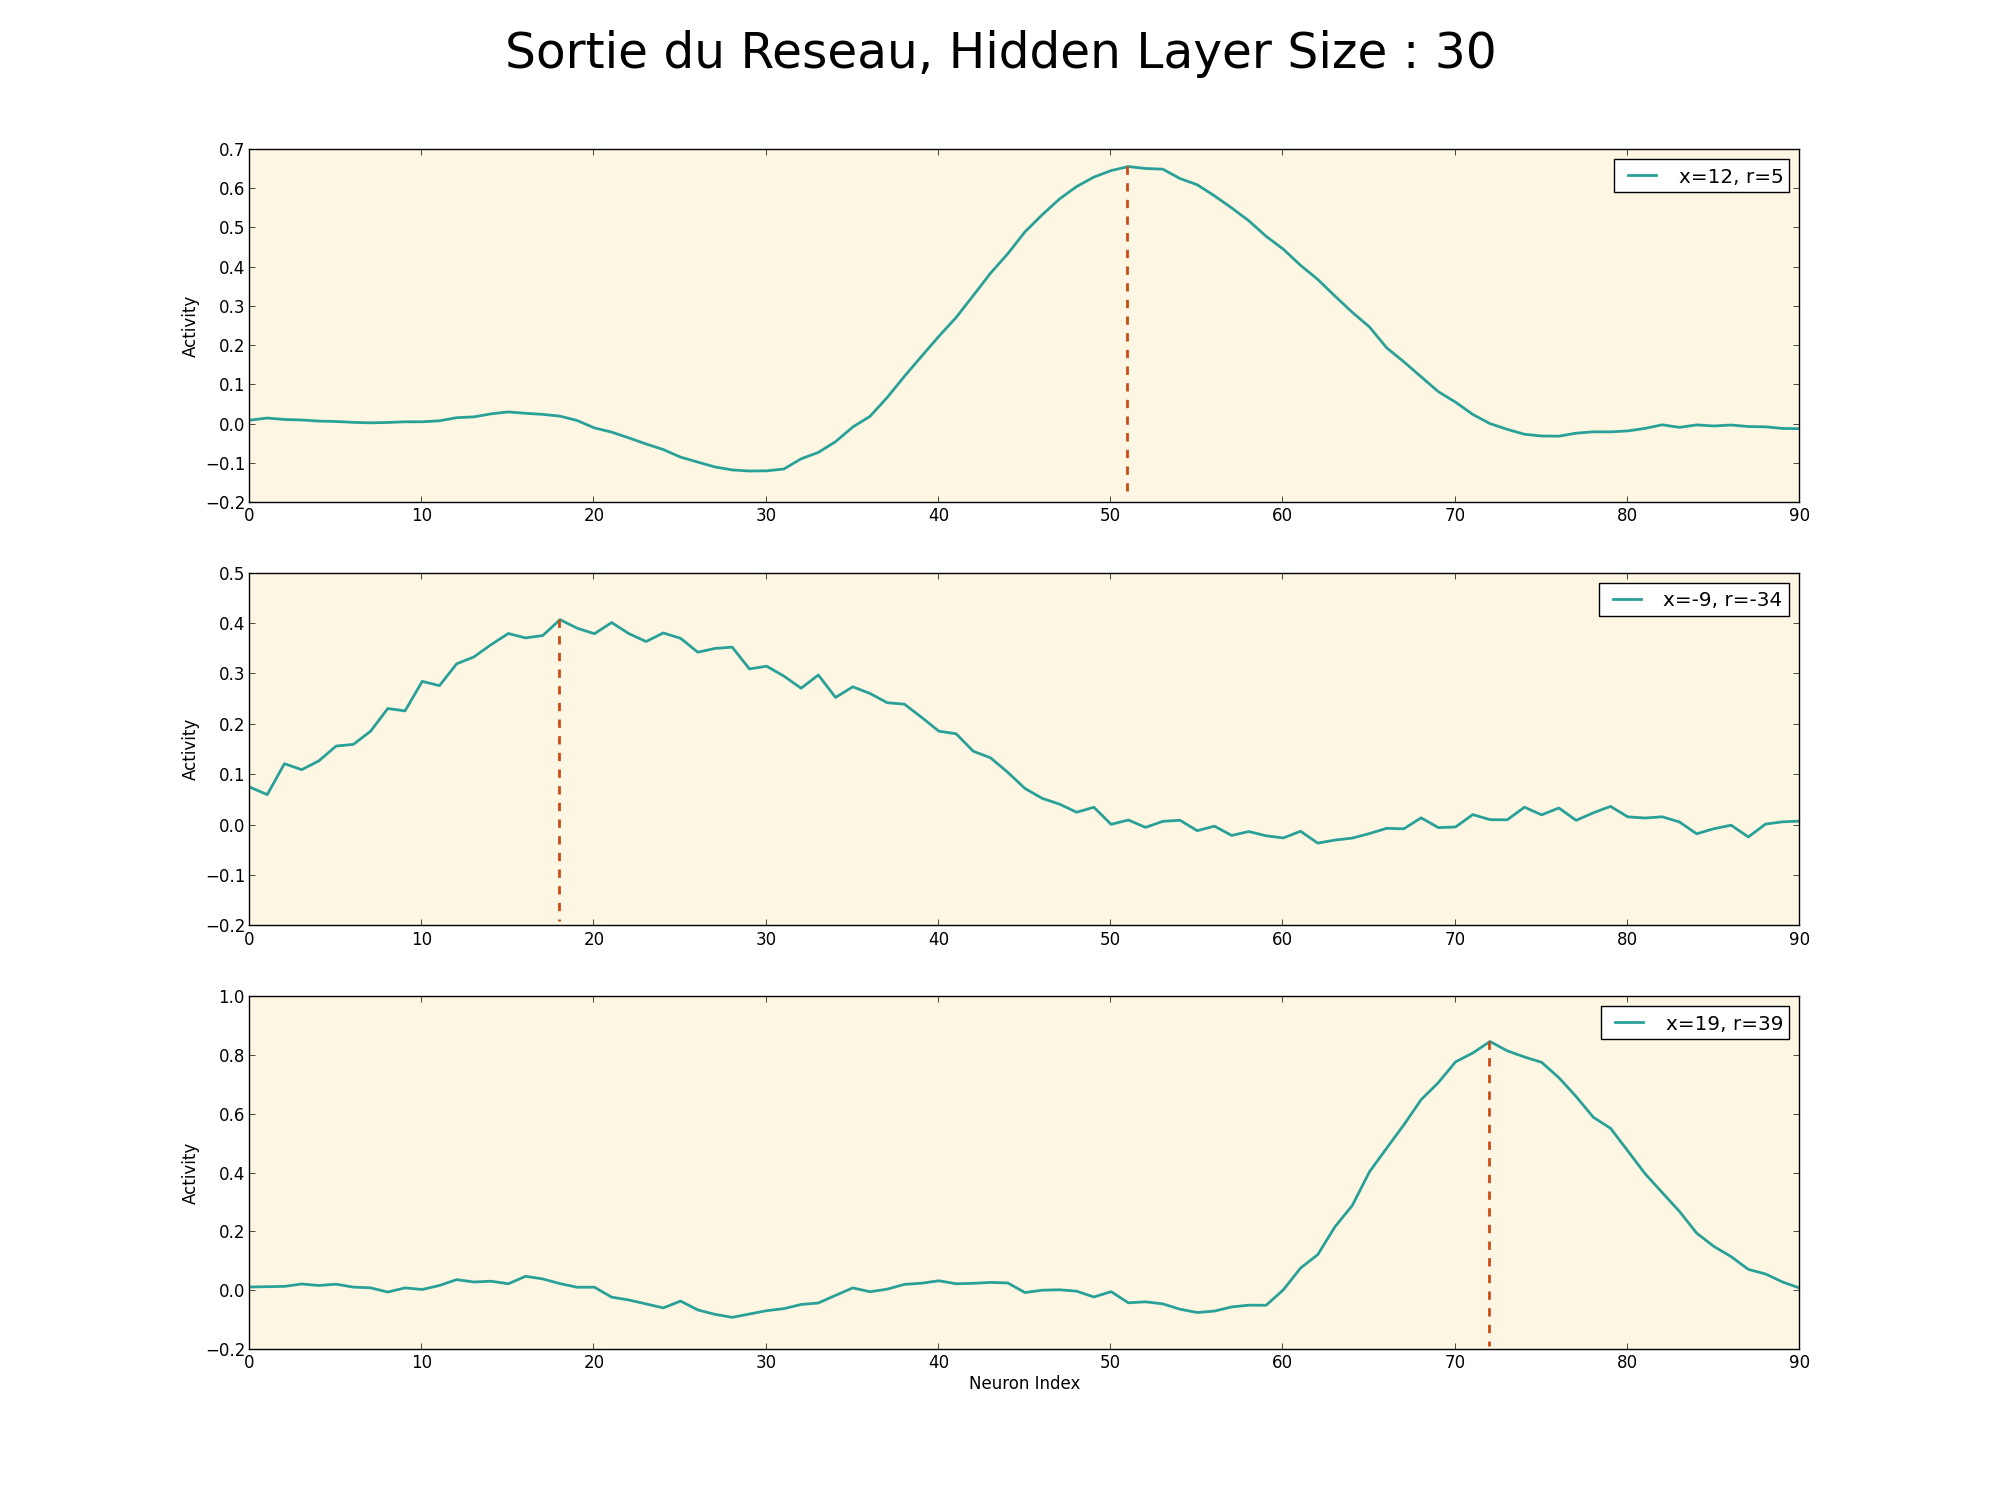 Sortie du Reseau, Hidden Layer Size : 30
0.7
0.6
0.5
0.4
0.3
0.2
0.1
0.0
−0.1
−0.2
Activity
x=12, r=5
0 10 20 30 40 50 60 70 80 90
0.5
0.4
0.3
0.2
0.1
0.0
−0.1
−0.2
Activity
x=-9, r=-34
0 10 20 30 40 50 60 70 80 90
1.0
0.8
0.6
0.4
0.2
0.0
−0.2
Activity
x=19, r=39
0 10 20 30 40 50 60 70 80 90
Neuron Index